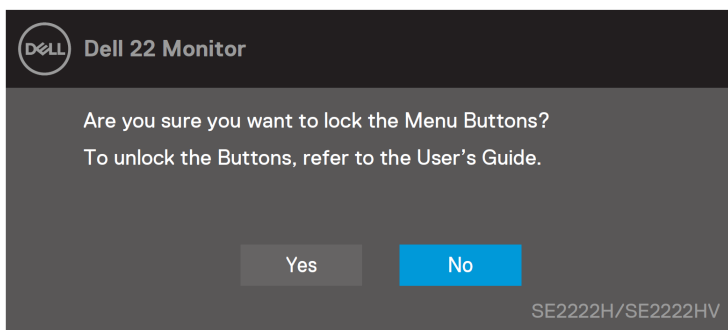 DELL
Dell 22 Monitor
Are you sure you want to lock the Menu Buttons?
To unlock the Buttons, refer to the User's Guide.
Yes No
SE2222H/SE2222HV